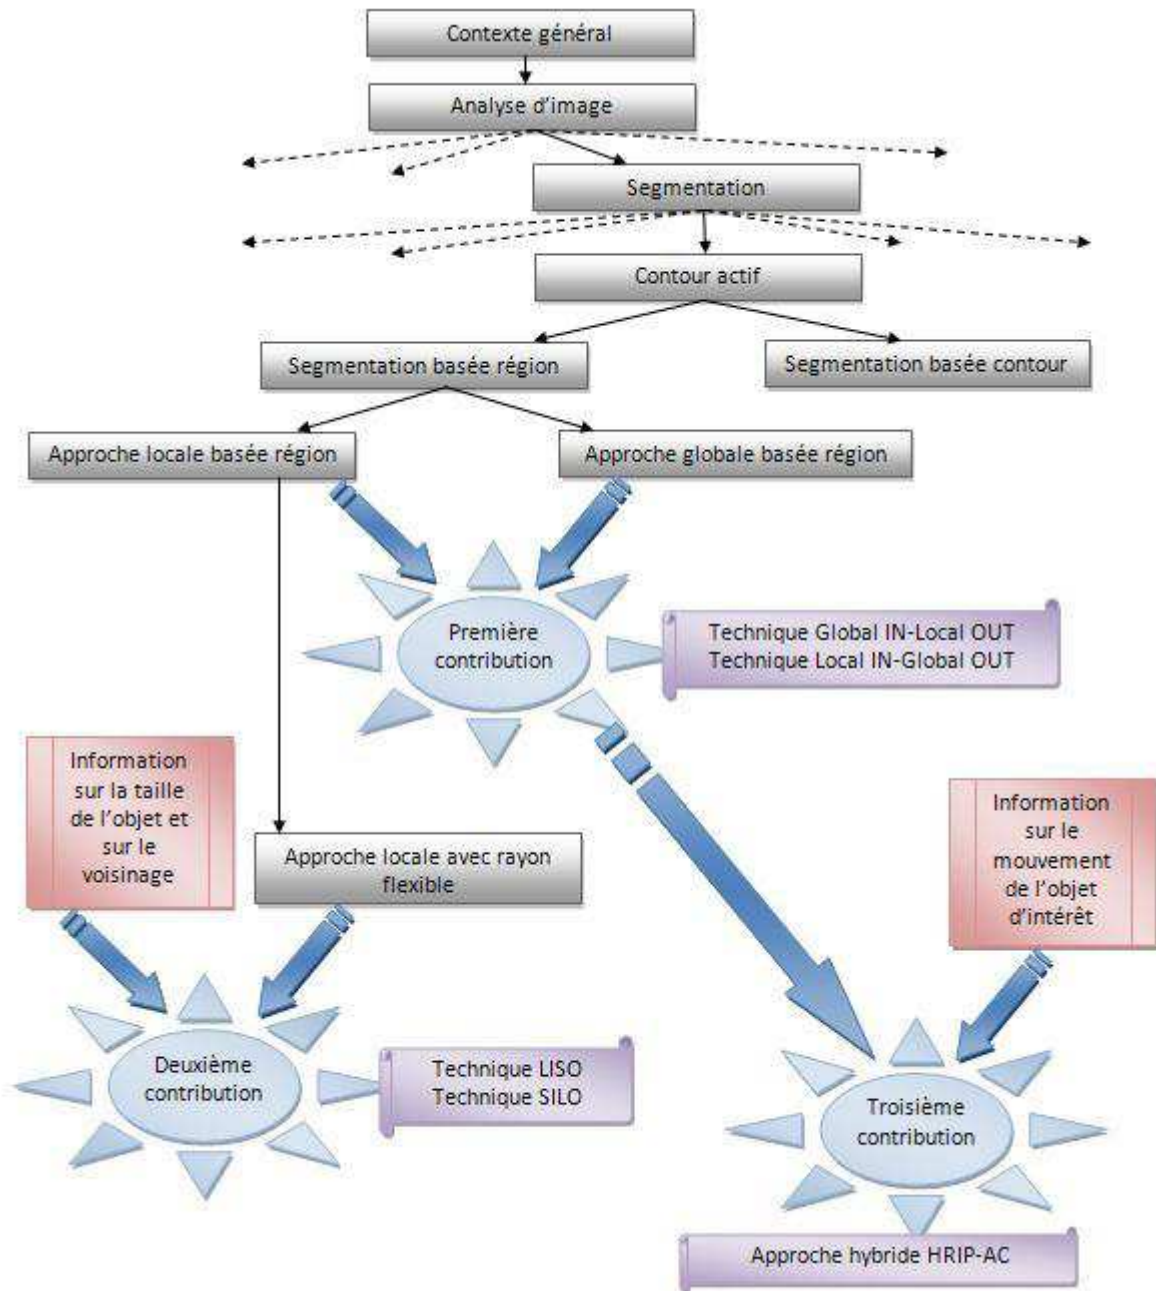 Contexte général
Analyse d'image
Segmentation
Contour actif
Segmentation basée région
Segmentation basée contour
Approche locale basée région
Approche globale basée région
Première
contribution
Technique Global IN-Local OUT
Technique Local IN-Global OUT
Information
sur la taille
de l'objet et
sur le
voisinage
Approche locale avec rayon
flexible
Information
sur le
mouvement
de l'objet
d'intérêt
Deuxième
contribution
Technique LISO
Technique SILO
Troisième
contribution
Approche hybride HRIP-AC